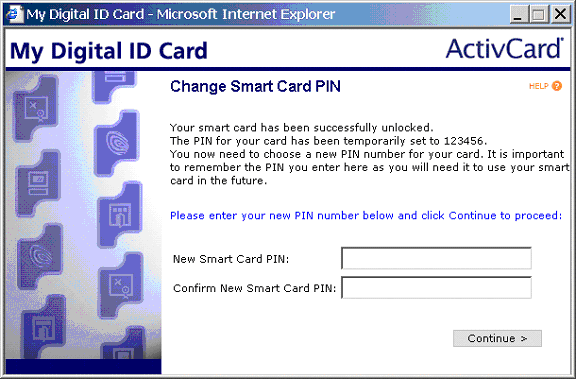 My Digital ID Card - Microsoft Internet Explorer
My Digital ID Card
ActivCard
Change Smart Card PIN
HELP ?
Your smart card has been successfully unlocked.
The PIN for your card has been temporarily set to 123456.
You now need to choose a new PIN number for your card. It is important
to remember the PIN you enter here as you will need it to use your smart
card in the future.
Please enter your new PIN number below and click Continue to proceed:
New Smart Card PIN:
Confirm New Smart Card PIN:
Continue >